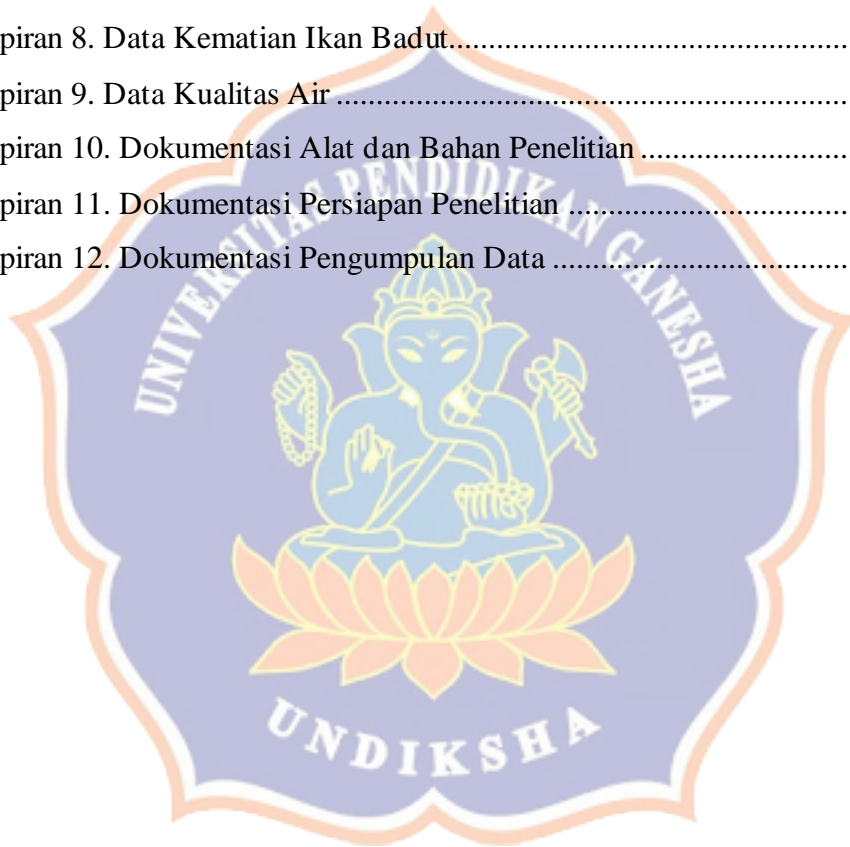 piran 8. Data Kematian Ikan Badut..................................................
piran 9. Data Kualitas Air .................................................................
piran 10. Dokumentasi Alat dan Bahan Penelitian ..........................
piran 11. Dokumentasi Persiapan Penelitian ...................................
piran 12. Dokumentasi Pengumpulan Data .....................................
UNIVERSITAS PENDIDIKAN GANESHA
UNDIKSHA